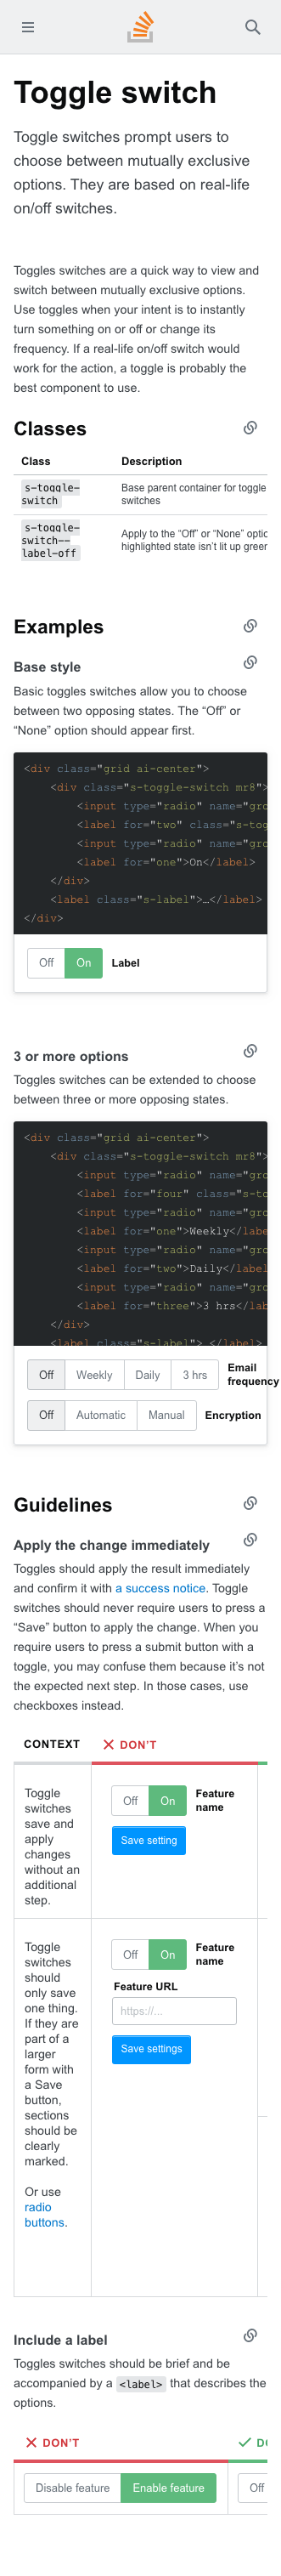 Toggle switch
Toggle switches prompt users to
choose between mutually exclusive
options. They are based on real-life
on/off switches.
Toggles switches are a quick way to view and
switch between mutually exclusive options.
Use toggles when your intent is to instantly
turn something on or off or change its
frequency. If a real-life on/off switch would
work for the action, a toggle is probably the
best component to use.
Classes
Class Description
s-toggle- Base parent container for toggle
switch switches
s-toggle- Apply to the “Off” or “None” optic
switch-- highlighted state isn’t lit up greer
label-off
Examples
Base style
Basic toggles switches allow you to choose
between two opposing states. The “Off” or
“None” option should appear first.
<div class="grid ai-center">
<div class="s-toggle-switch mr8">
<input type="radio" name="gro
<label for="two" class="s-tog
<input type="radio" name="gro
<label for="one">On</label>
</div>
<label class="s-label">…</label>
</div>
Off On Label
3 or more options
Toggles switches can be extended to choose
between three or more opposing states.
<div class="grid ai-center">
<div class="s-toggle-switch mr8">
<input type="radio" name="gro
<label for="four" class="s-to
<input type="radio" name="gro
<label for="one">Weekly</labe
<input type="radio" name="gro
<label for="two">Daily</label
<input type="radio" name="gro
<label for="three">3 hrs</lab
</div>
<label class="s-label">…</label>
Off Weekly Daily 3 hrs Email
frequency
Off Automatic Manual Encryption
Guidelines
Apply the change immediately
Toggles should apply the result immediately
and confirm it with a success notice. Toggle
switches should never require users to press a
“Save” button to apply the change. When you
require users to press a submit button with a
toggle, you may confuse them because it’s not
the expected next step. In those cases, use
checkboxes instead.
CONTEXT DON’T
Toggle
switches
save and
apply
changes
without an
additional
step.
Off On Feature
name
Save setting
Toggle
switches
should
only save
one thing.
If they are
part of a
larger
form with
a Save
button,
sections
should be
clearly
marked.
Or use
radio
buttons.
Off On Feature
name
Feature URL
https://...
Save settings
Include a label
Toggles switches should be brief and be
accompanied by a <label> that describes the
options.
DON’T DO
Disable feature Enable feature Off